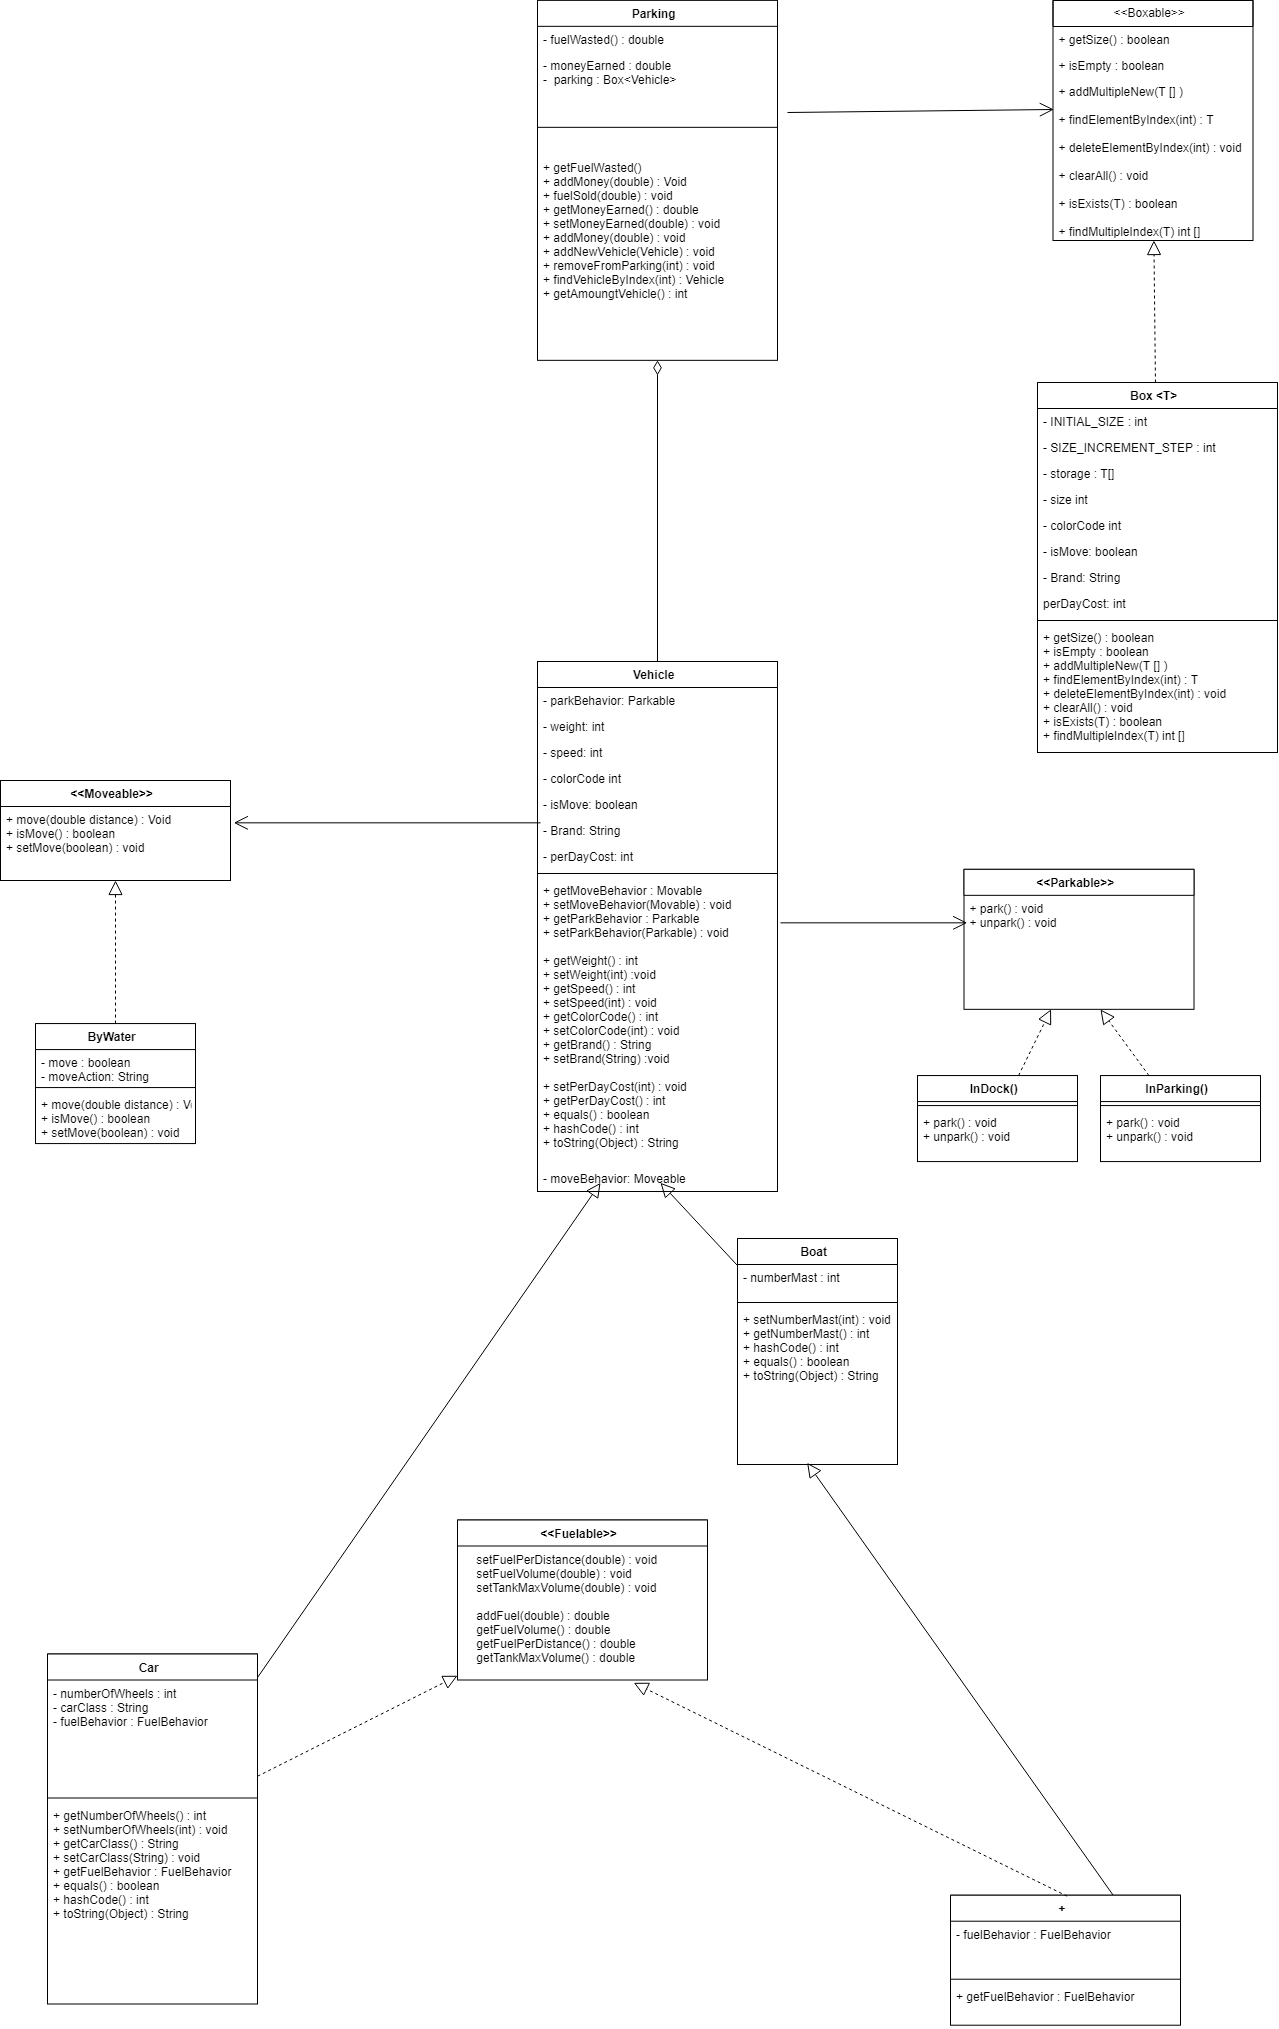 Parking
- fuelWasted() : double
- moneyEarned : double
-  parking : Box<Vehicle>
+ getFuelWasted()
+ addMoney(double) : Void
+ fuelSold(double) : void
+ getMoneyEarned() : double
+ setMoneyEarned(double) : void
+ addMoney(double) : void
+ addNewVehicle(Vehicle) : void
+ removeFromParking(int) : void
+ findVehicleByIndex(int) : Vehicle
+ getAmoungtVehicle() : int
<<Boxable>>
+ getSize() : boolean
+ isEmpty : boolean
+ addMultipleNew(T [] )
+ findElementByIndex(int) : T
+ deleteElementByIndex(int) : void
+ clearAll() : void
+ isExists(T) : boolean
+ findMultipleIndex(T) int []
Box <T>
- INITIAL_SIZE : int
- SIZE_INCREMENT_STEP : int
- storage : T[]
- size int
- colorCode int
- isMove: boolean
- Brand: String
perDayCost: int
+ getSize() : boolean
+ isEmpty : boolean
+ addMultipleNew(T [] )
+ findElementByIndex(int) : T
+ deleteElementByIndex(int) : void
+ clearAll() : void
+ isExists(T) : boolean
+ findMultipleIndex(T) int []
Vehicle
- parkBehavior: Parkable
- weight: int
- speed: int
- colorCode int
- isMove: boolean
- Brand: String
- perDayCost: int
+ getMoveBehavior : Movable
+ setMoveBehavior(Movable) : void
+ getParkBehavior : Parkable
+ setParkBehavior(Parkable) : void
+ getWeight() : int
+ setWeight(int) :void
+ getSpeed() : int
+ setSpeed(int) : void
+ getColorCode() : int
+ setColorCode(int) : void
+ getBrand() : String
+ setBrand(String) :void
+ setPerDayCost(int) : void
+ getPerDayCost() : int
+ equals() : boolean
+ hashCode() : int
+ toString(Object) : String
- moveBehavior: Moveable
<<Moveable>>
+ move(double distance) : Void
+ isMove() : boolean
+ setMove(boolean) : void
ByWater
- move : boolean
- moveAction: String
+ move(double distance) : V
+ isMove() : boolean
+ setMove(boolean) : void
<<Parkable>>
+ park() : void
+ unpark() : void
InDock()
+ park() : void
+ unpark() : void
InParking()
+ park() : void
+ unpark() : void
Boat
- numberMast : int
+ setNumberMast(int) : void
+ getNumberMast() : int
+ hashCode() : int
+ equals() : boolean
+ toString(Object) : String
<<Fuelable>>
setFuelPerDistance(double) : void
setFuelVolume(double) : void
setTankMaxVolume(double) : void
addFuel(double) : double
getFuelVolume() : double
getFuelPerDistance() : double
getTankMaxVolume() : double
Car
- numberOfWheels : int
- carClass : String
- fuelBehavior : FuelBehavior
+ getNumberOfWheels() : int
+ setNumberOfWheels(int) : void
+ getCarClass() : String
+ setCarClass(String) : void
+ getFuelBehavior : FuelBehavior
+ equals() : boolean
+ hashCode() : int
+ toString(Object) : String
+
- fuelBehavior : FuelBehavior
+ getFuelBehavior : FuelBehavior